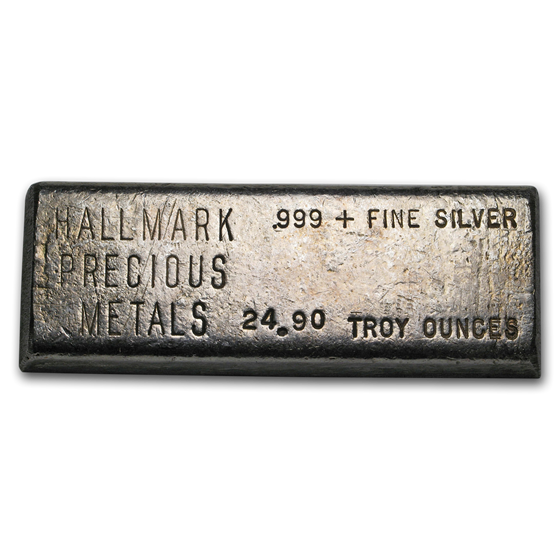 HALLMARK .999 + FINE SILVER
PRECIOUS
METALS 24.90 TROY OUNCES